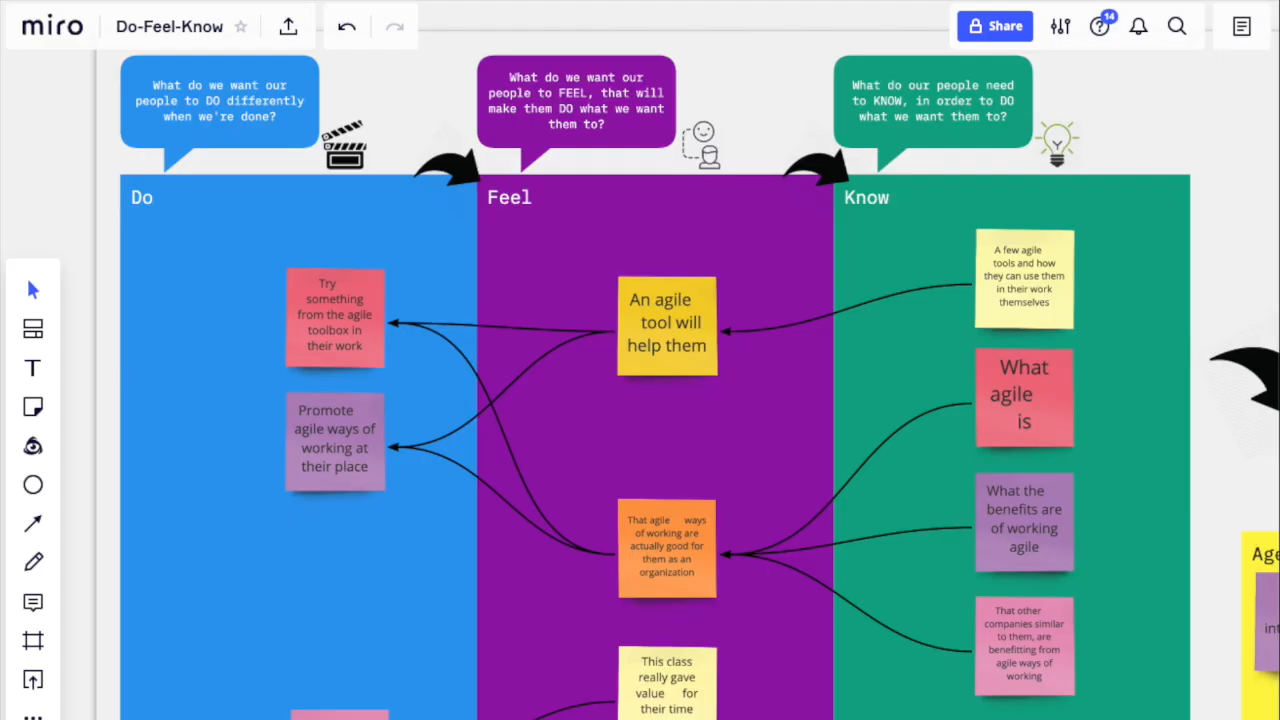 miro
Do-Feel-Know
Share
14
What do we want our
people to DO differently
when we're done?
What do we want our
people to FEEL, that will
make them DO what we want
them to?
What do our people need
to KNOW, in order to DO
what we want them to?
Do
Feel
Know
Try
something
from the agile
toolbox in
their work
Promote
agile ways of
working at
their place
An agile
tool will
help them
That agile ways
of working are
actually good for
them as an
organization
This class
really gave
value for
their time
A few agile
tools and how
they can use them
in their work
themselves
What
agile
is
What the
benefits are
of working
agile
That other
companies similar
to them, are
benefitting from
agile ways of
working
T